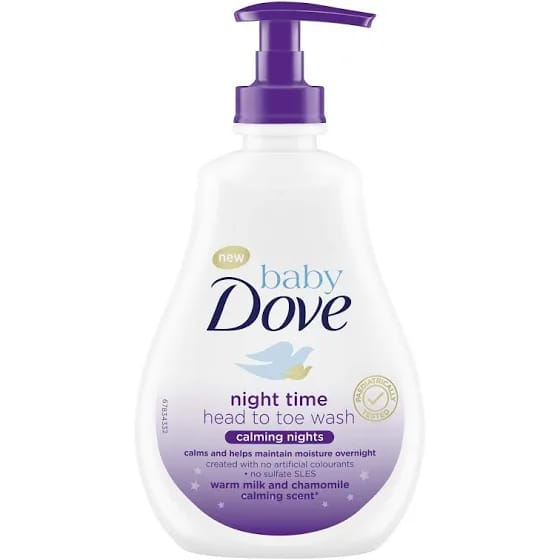 new
baby
Dove
night time
head to toe wash
calming nights
calms and helps maintain moisture overnight
created with no artificial colourants
• no sulfate SLES
warm milk and chamomile
calming scent*
PAEDIATRICALLY
TESTED
67834332